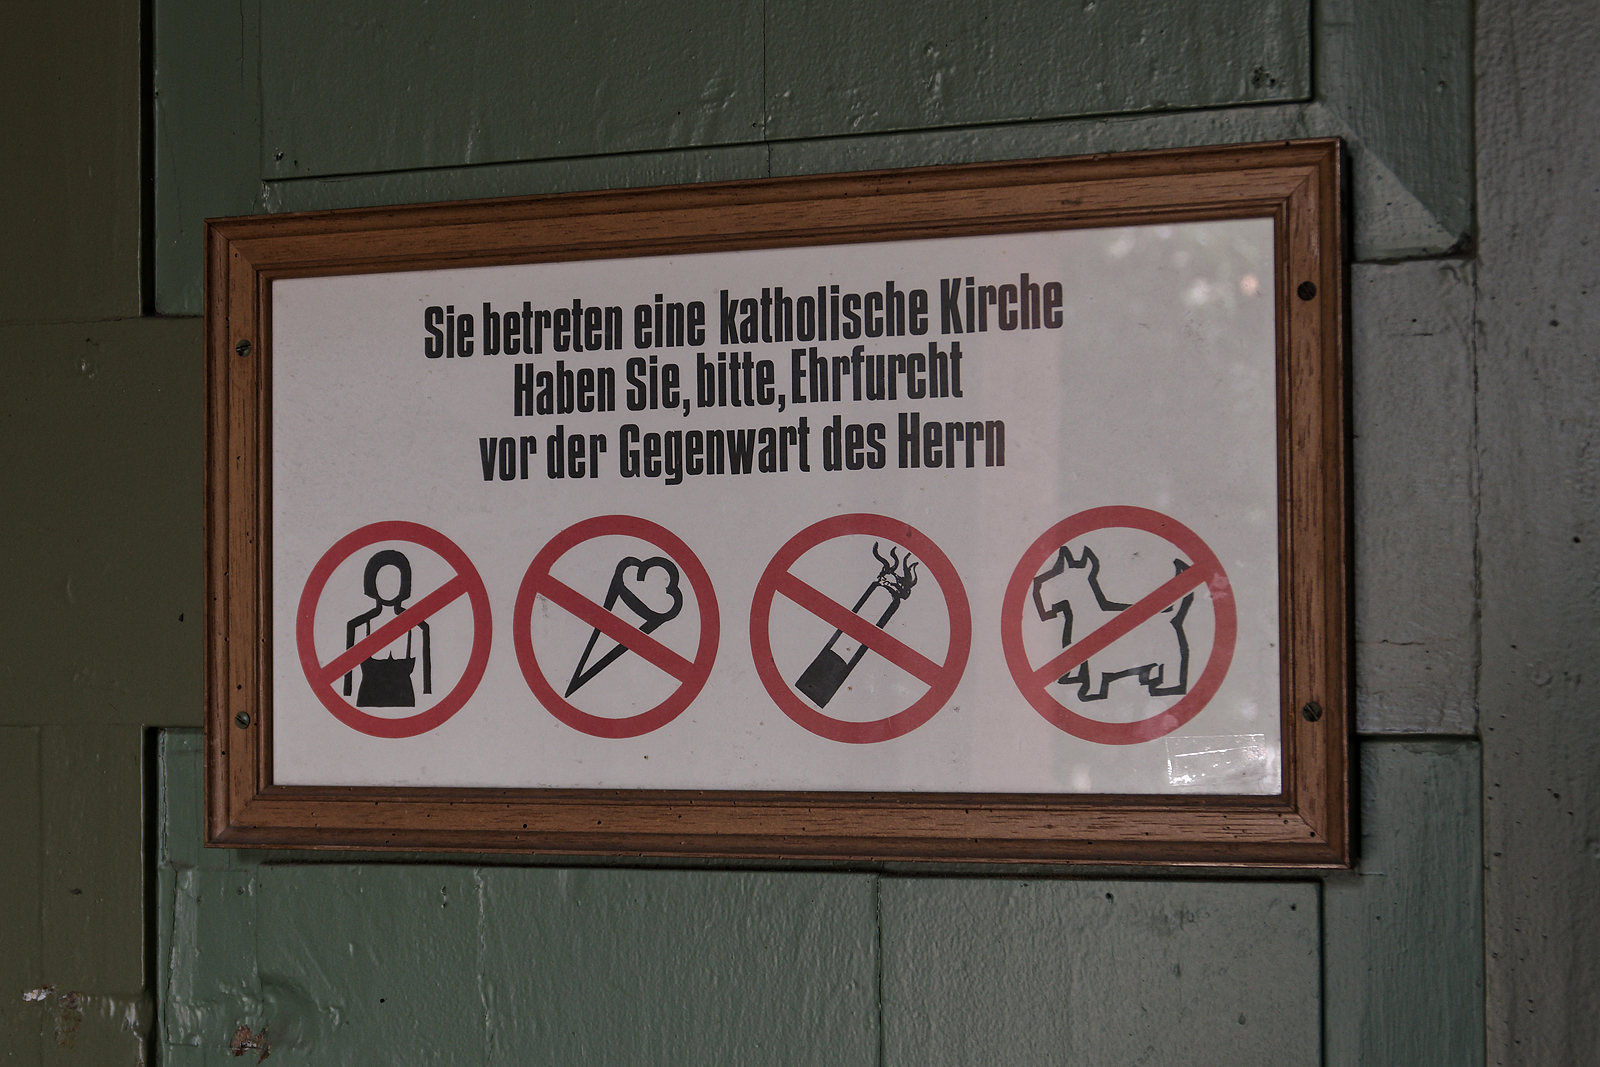 Sie betreten eine katholische Kirche
Haben Sie, bitte, Ehrfurcht
vor der Gegenwart des Herrn